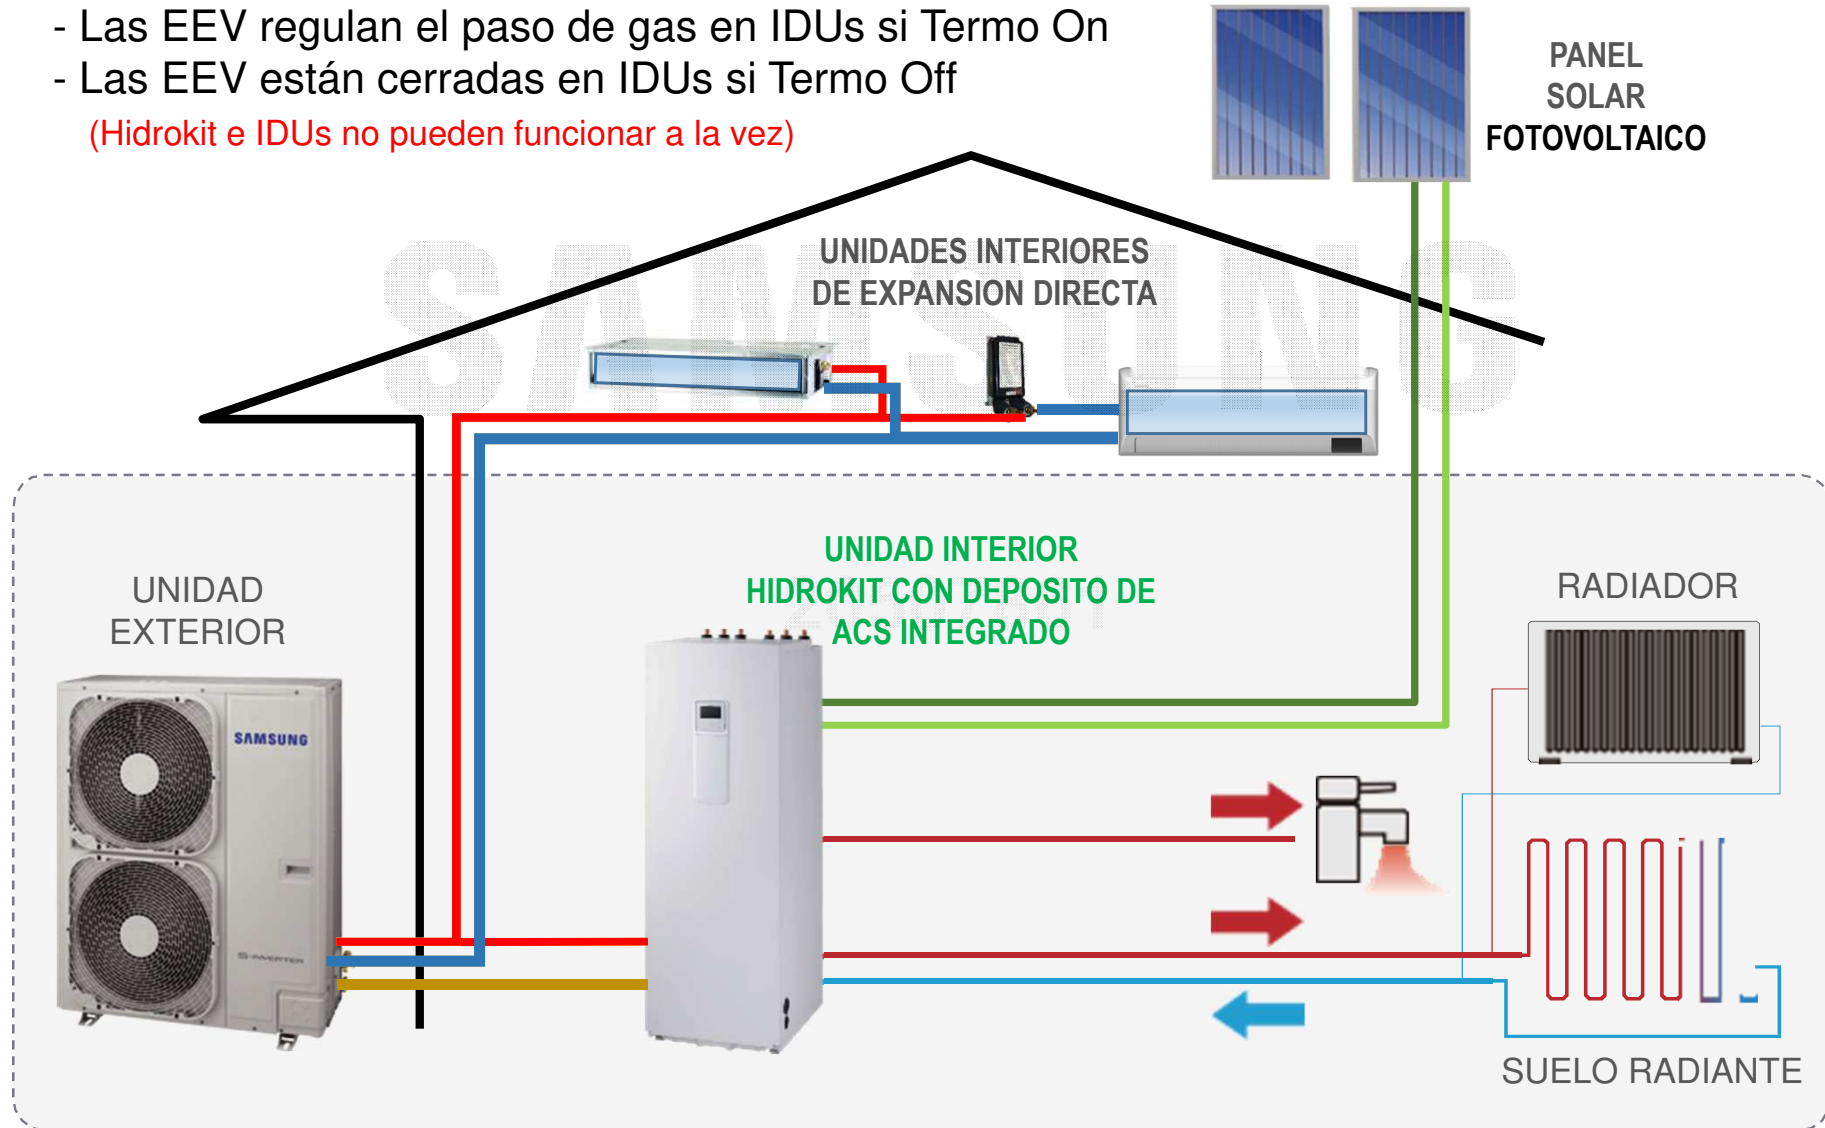 - Las EEV regulan el paso de gas en IDUs si Termo On
- Las EEV están cerradas en IDUs si Termo Off
(Hidrokit e IDUs no pueden funcionar a la vez)
PANEL
SOLAR
FOTOVOLTAICO
SAMSUNG
UNIDADES INTERIORES
DE EXPANSION DIRECTA
UNIDAD INTERIOR
HIDROKIT CON DEPOSITO DE
ACS INTEGRADO
UNIDAD
EXTERIOR
RADIADOR
SAMSUNG
S-INVERTER
SUELO RADIANTE